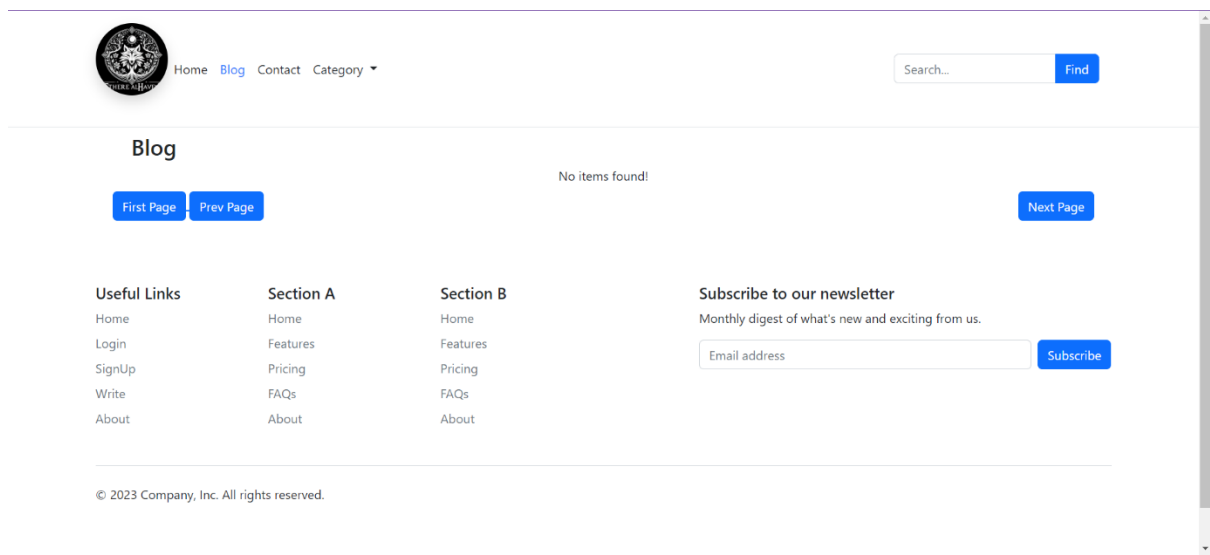 Home Blog Contact Category
Search... Find
Blog
No items found!
First Page Prev Page Next Page
Useful Links
Home
Login
SignUp
Write
About
Section A
Home
Features
Pricing
FAQs
About
Section B
Home
Features
Pricing
FAQs
About
Subscribe to our newsletter
Monthly digest of what's new and exciting from us.
Email address Subscribe
© 2023 Company, Inc. All rights reserved.